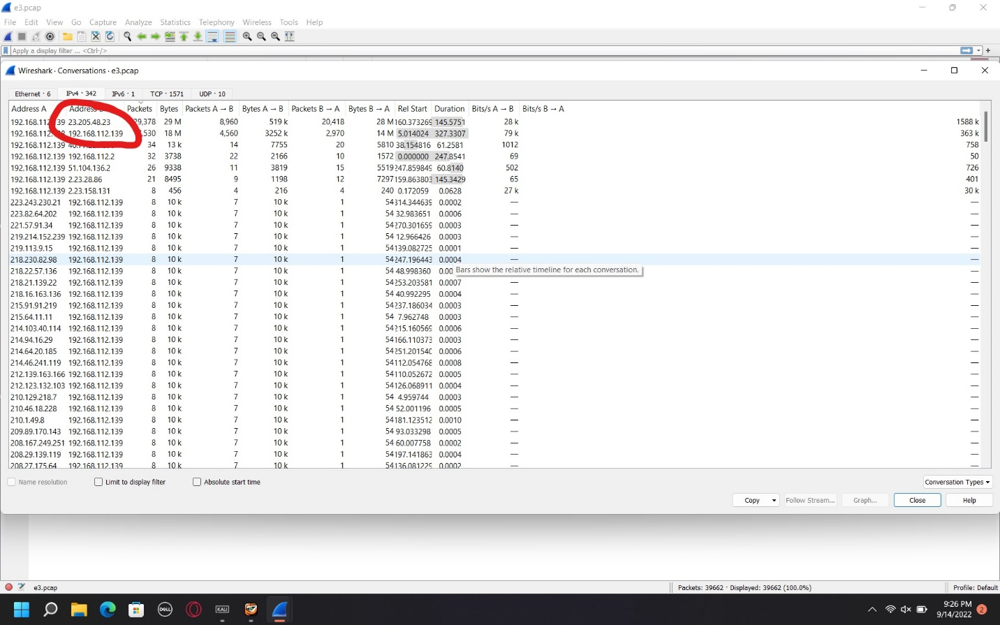 e3.pcap
File Edit View Go Capture Analyze Statistics Telephony Wireless Tools Help
Apply a display filter ... <Ctrl-/>
Wireshark · Conversations · e3.pcap
Ethernet · 6 IPv4 · 342 IPv6 · 1 TCP · 1571 UDP · 10
Address A Address Packets Bytes Packets A → B Bytes A → B Packets B → A Bytes B → A Rel Start Duration Bits/s A → B Bits/s B → A
23.205.48.23 29 M 8,960 519 k 20,418 28 M 160.373269 145.5751 28 k 1588 k
192.168.112.139 18 M 4,560 3252 k 2,970 14 M 5.014024 327.3307 79 k 363 k
192.168.112.139 34 13 k 14 7755 20 5810 38.154816 61.2581 1012 758
192.168.112.139 192.168.112.2 32 3738 22 2166 10 1572 0.000000 247.8541 69 50
192.168.112.139 51.104.136.2 26 9338 11 3819 15 5519 247.859849 60.8140 502 726
192.168.112.139 2.23.28.86 21 8495 9 1198 12 7297 159.863803 145.3429 65 401
192.168.112.139 2.23.158.131 8 456 4 216 4 240 0.172059 0.0628 27 k 30 k
223.243.230.21 192.168.112.139 8 10 k 7 10 k 1 54 314.344639 0.0002 — —
223.82.64.202 192.168.112.139 8 10 k 7 10 k 1 54 32.983651 0.0006 — —
221.57.91.34 192.168.112.139 8 10 k 7 10 k 1 54 270.301659 0.0003 — —
219.214.152.239 192.168.112.139 8 10 k 7 10 k 1 54 12.966426 0.0003 — —
219.113.9.15 192.168.112.139 8 10 k 7 10 k 1 54 139.082725 0.0001 — —
218.230.82.98 192.168.112.139 8 10 k 7 10 k 1 54 247.196443 0.0004 — —
218.22.57.136 192.168.112.139 8 10 k 7 10 k 1 54 48.998360 — —
Bars show the relative timeline for each conversation.
218.21.139.22 192.168.112.139 8 10 k 7 10 k 1 54 253.203581 0.0007 — —
218.16.163.136 192.168.112.139 8 10 k 7 10 k 1 54 40.992295 0.0004 — —
215.91.91.219 192.168.112.139 8 10 k 7 10 k 1 54 237.186034 0.0003 — —
215.64.11.11 192.168.112.139 8 10 k 7 10 k 1 54 7.962748 0.0003 — —
214.103.40.114 192.168.112.139 8 10 k 7 10 k 1 54 215.160569 0.0006 — —
214.94.16.29 192.168.112.139 8 10 k 7 10 k 1 54 166.110373 0.0003 — —
214.64.20.185 192.168.112.139 8 10 k 7 10 k 1 54 251.201540 0.0006 — —
214.46.241.119 192.168.112.139 8 10 k 7 10 k 1 54 112.054768 0.0008 — —
212.139.163.166 192.168.112.139 8 10 k 7 10 k 1 54 110.052672 0.0005 — —
212.123.132.103 192.168.112.139 8 10 k 7 10 k 1 54 126.068911 0.0004 — —
210.129.218.7 192.168.112.139 8 10 k 7 10 k 1 54 4.959744 0.0003 — —
210.46.18.228 192.168.112.139 8 10 k 7 10 k 1 54 52.001196 0.0005 — —
210.1.49.8 192.168.112.139 8 10 k 7 10 k 1 54 181.123512 0.0010 — —
209.89.170.143 192.168.112.139 8 10 k 7 10 k 1 54 93.033298 0.0005 — —
208.167.249.251 192.168.112.139 8 10 k 7 10 k 1 54 60.007758 0.0002 — —
208.29.139.119 192.168.112.139 8 10 k 7 10 k 1 54 197.141863 0.0004 — —
208.27.175.64 192.168.112.139 8 10 k 7 10 k 1 54 136.081229 0.0002 — —
Name resolution Limit to display filter Absolute start time Conversation Types
Copy Follow Stream... Graph... Close Help
e3.pcap Packets: 39662 · Displayed: 39662 (100.0%) Profile: Default
DELL KALI 9:26 PM
9/14/2022 2